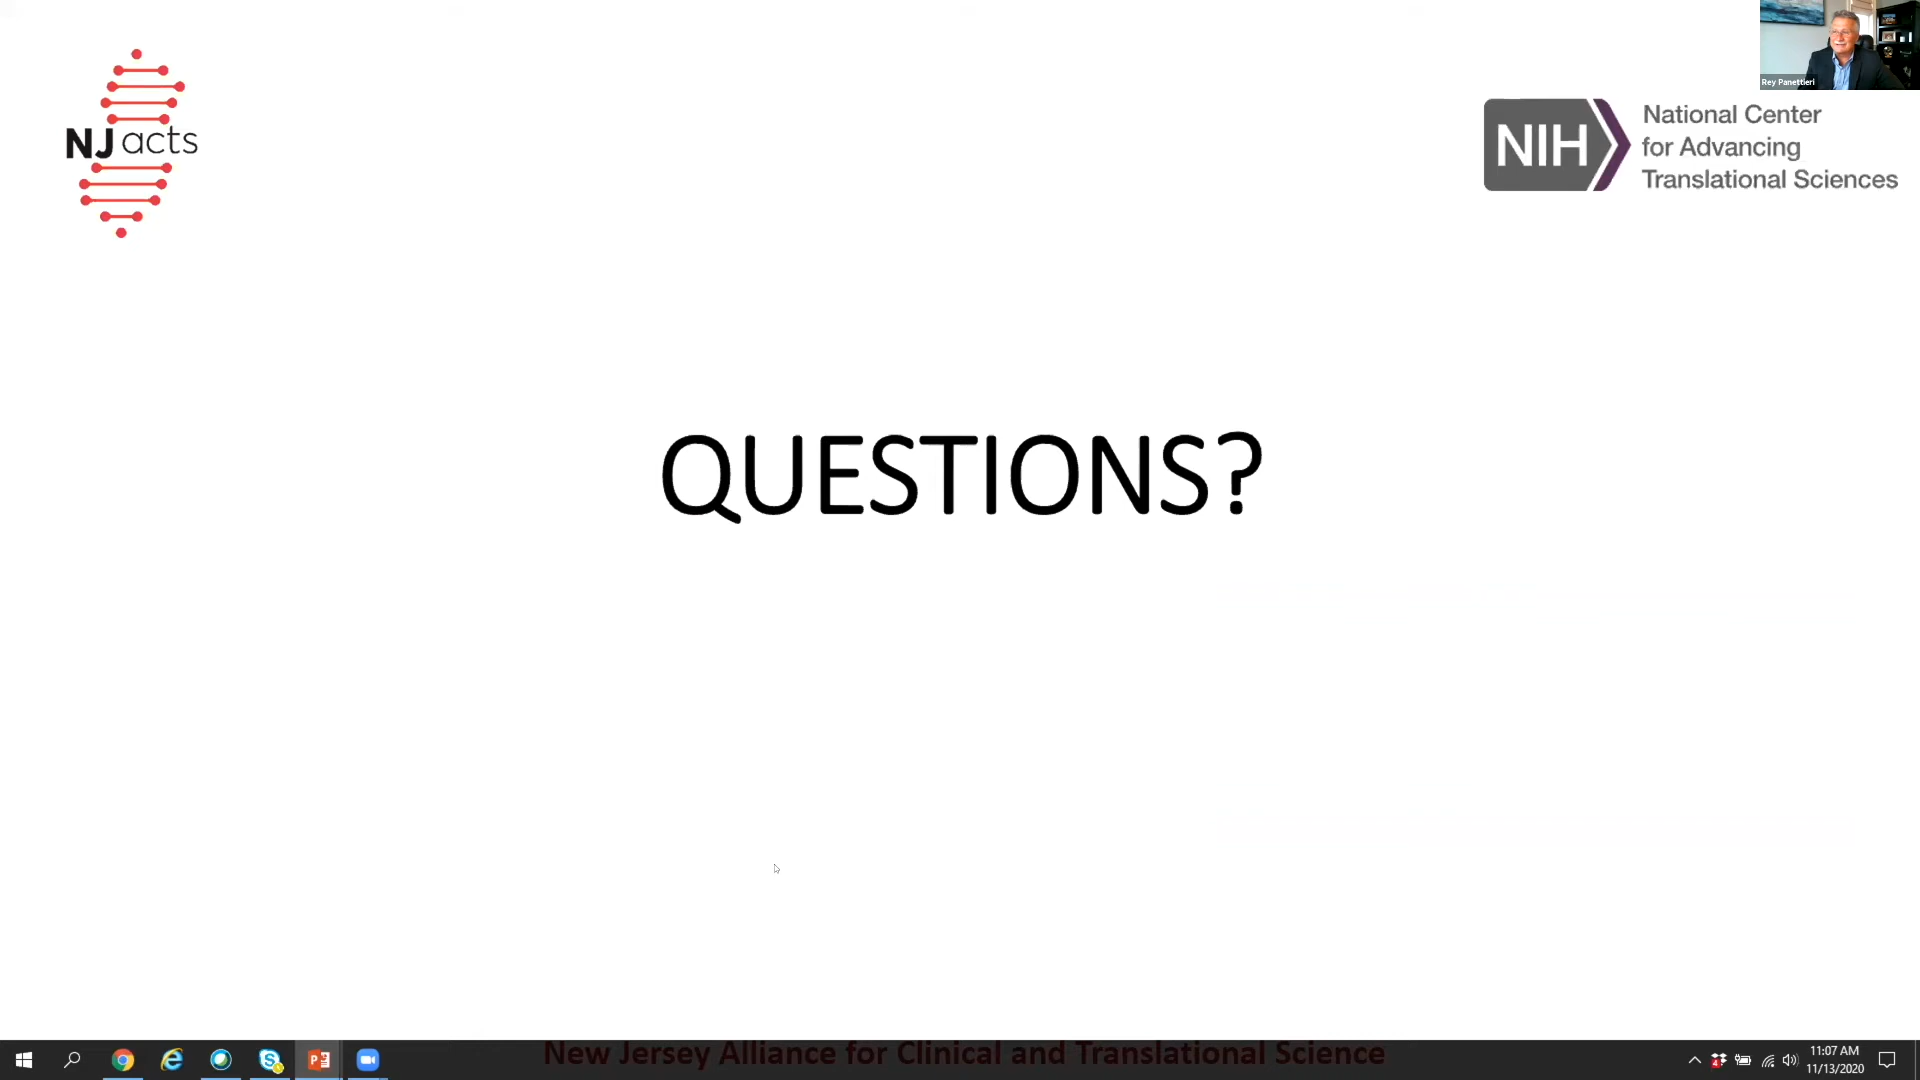 Rey Panettieri
NJ acts
NIH
National Center
for Advancing
Translational Sciences
QUESTIONS?
New Jersey Alliance for Clinical and Translational Science
11:07 AM
11/13/2020